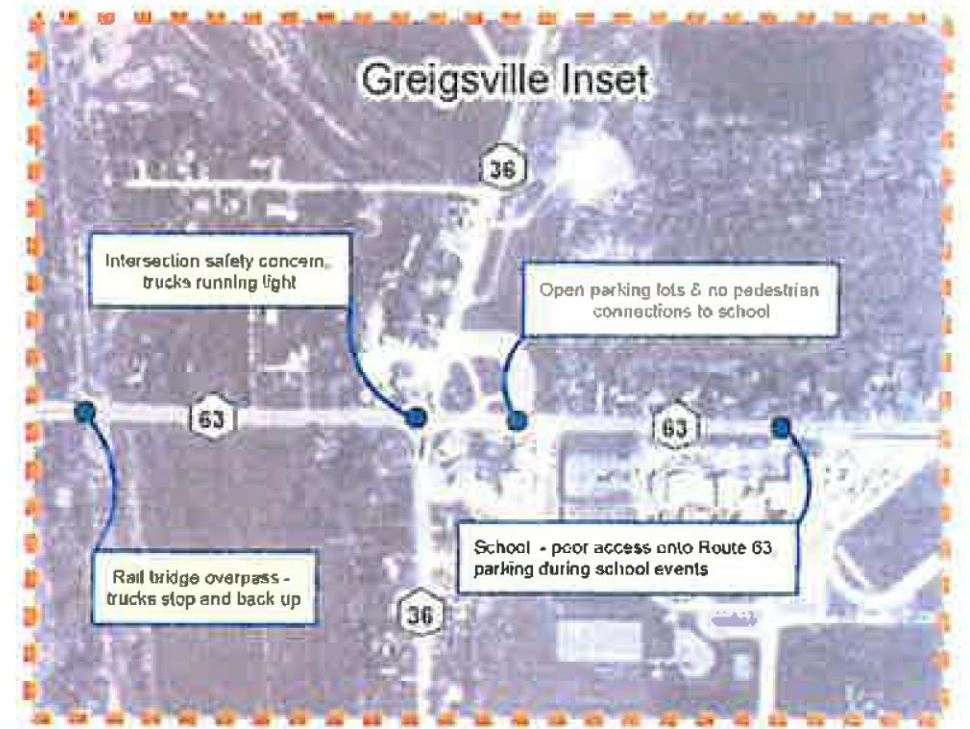 Greigsville Inset
36
Intersection safety concern,
trucks running light
Open parking lots & no pedestrian
connections to school
63
63
School - poor access onto Route 63
parking during school events
Rail bridge overpass -
trucks stop and back up
36